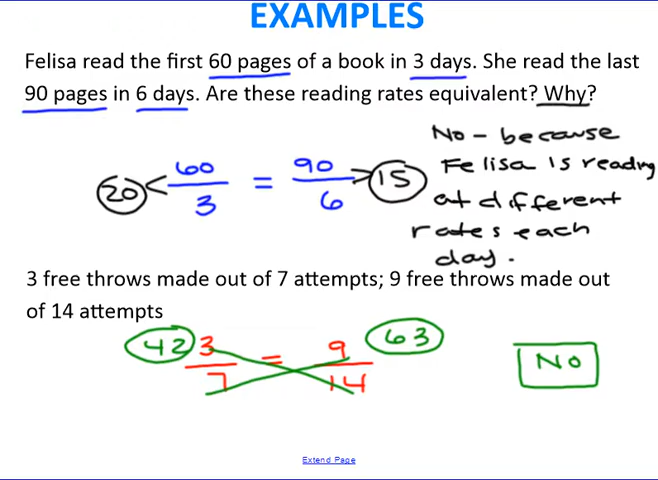 EXAMPLES
Felisa read the first 60 pages of a book in 3 days. She read the last
90 pages in 6 days. Are these reading rates equivalent? Why?
No - because
Felisa is reading
at different
rates each
day.
20 < 60/3 = 90/6 > 15
3 free throws made out of 7 attempts; 9 free throws made out
of 14 attempts
42 3/7 = 9/14 63
No
Extend Page